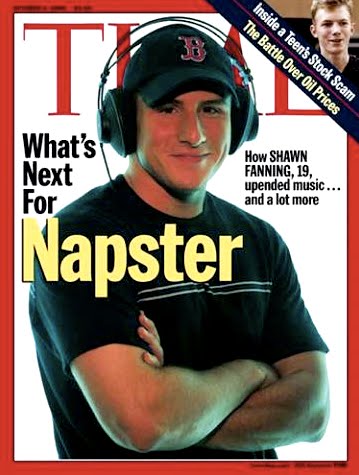 TIME
Inside a Teen's Stock Scam
The Battle Over Oil Prices
B
What's
Next
For
Napster
How SHAWN
FANNING, 19,
upended music ...
and a lot more